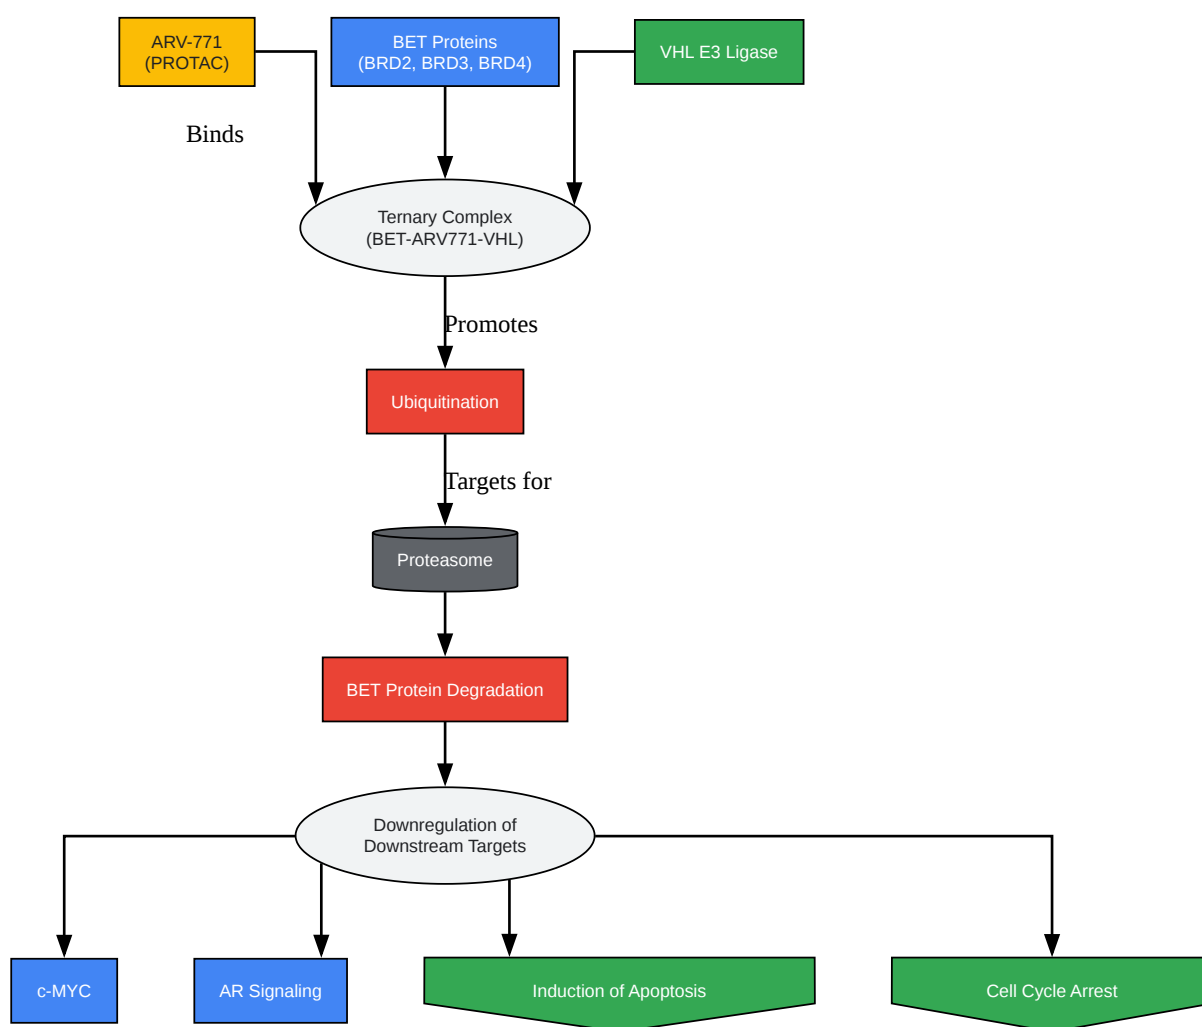 ARV-771
(PROTAC)
BET Proteins
(BRD2, BRD3, BRD4)
VHL E3 Ligase
Binds
Ternary Complex
(BET-ARV771-VHL)
Promotes
Ubiquitination
Targets for
Proteasome
BET Protein Degradation
Downregulation of
Downstream Targets
c-MYC
AR Signaling
Induction of Apoptosis
Cell Cycle Arrest